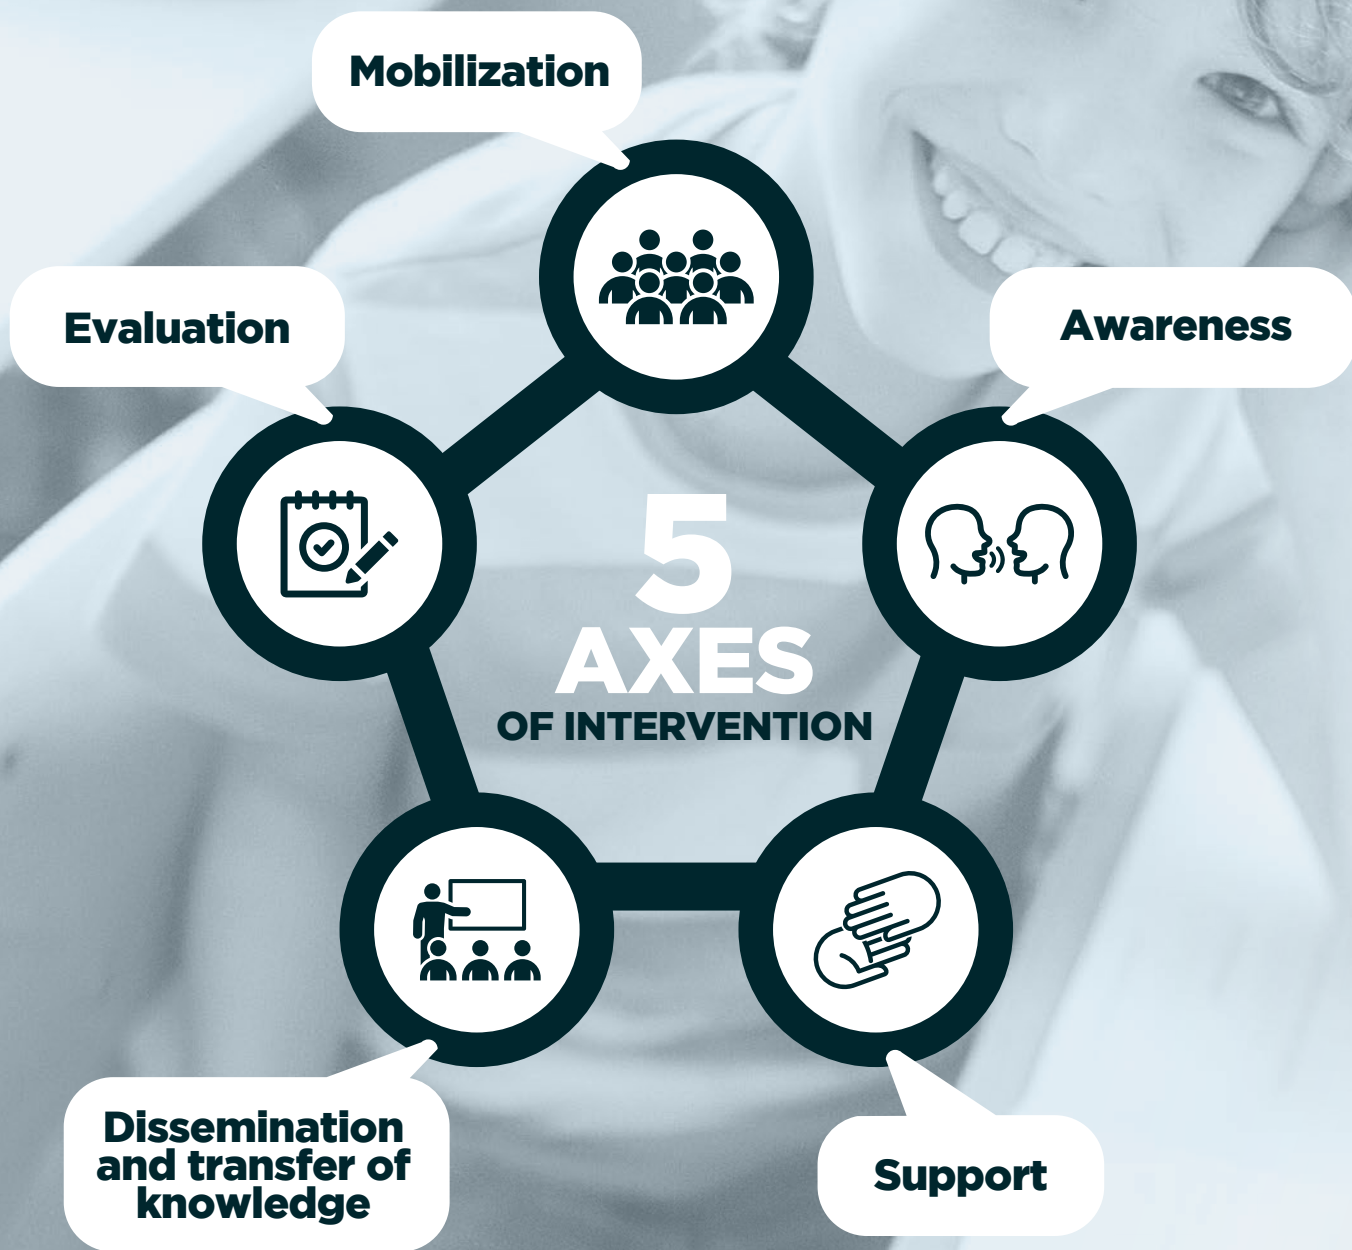 Mobilization
Evaluation
Awareness
5
AXES
OF INTERVENTION
Dissemination
and transfer of
knowledge
Support